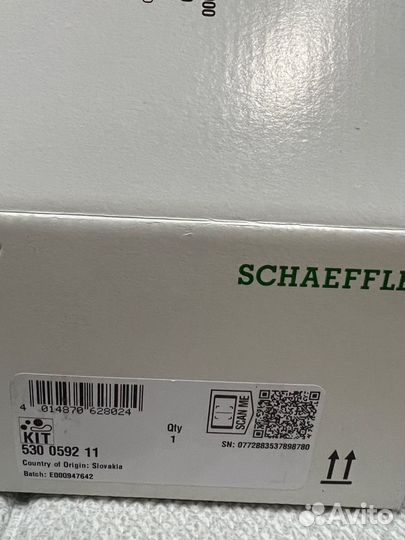 00
SCHAEFFLE
4 014870 628024
KIT
Qty
1
SCAN ME
530 0592 11
SN: 0772883537898780
Country of Origin: Slovakia
Batch: E000947642
Avito